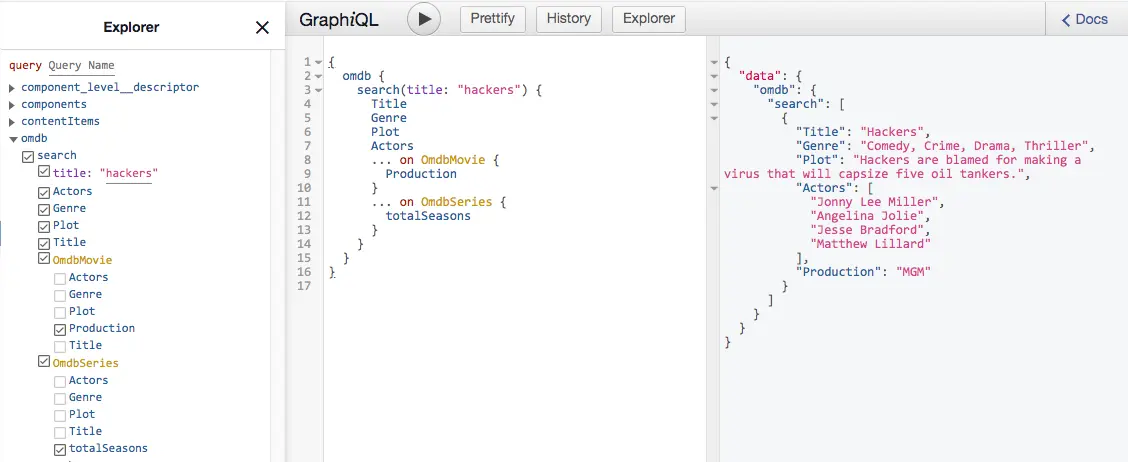 Explorer
query Query Name
component_level__descriptor
components
contentItems
omdb
search
title: "hackers"
Actors
Genre
Plot
Title
OmdbMovie
Actors
Genre
Plot
Production
Title
OmdbSeries
Actors
Genre
Plot
Title
totalSeasons
GraphiQL Prettify History Explorer Docs
1 {
2 omdb {
3 search(title: "hackers") {
4 Title
5 Genre
6 Plot
7 Actors
8 ... on OmdbMovie {
9 Production
10 }
11 ... on OmdbSeries {
12 totalSeasons
13 }
14 }
15 }
16 }
17
{
"data": {
"omdb": {
"search": [
{
"Title": "Hackers",
"Genre": "Comedy, Crime, Drama, Thriller",
"Plot": "Hackers are blamed for making a
virus that will capsize five oil tankers.",
"Actors": [
"Jonny Lee Miller",
"Angelina Jolie",
"Jesse Bradford",
"Matthew Lillard"
],
"Production": "MGM"
}
]
}
}
}